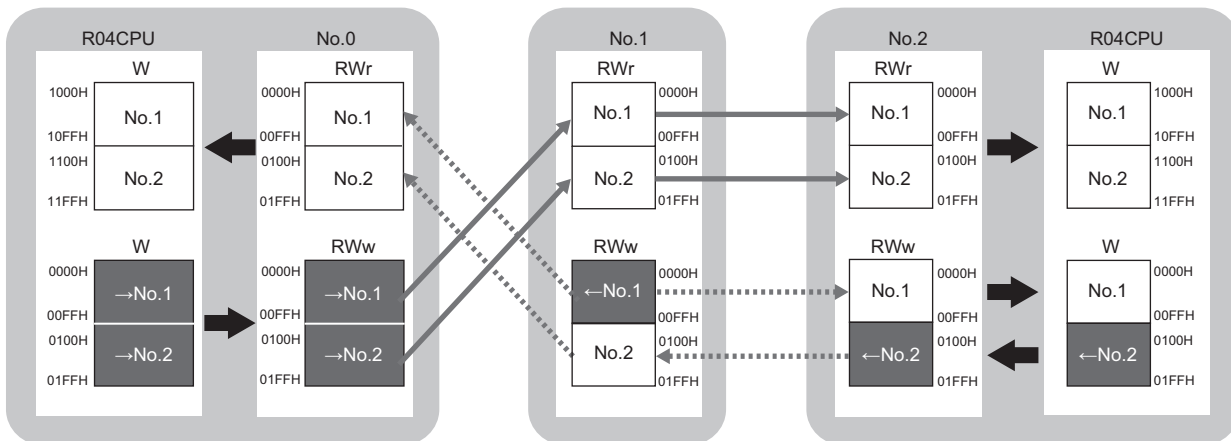 R04CPU No.0 No.1 No.2 R04CPU
W RWr RWr RWr W
1000H 0000H 0000H 0000H 1000H
No.1 No.1 No.1 No.1 No.1
10FFH 00FFH 00FFH 00FFH 10FFH
1100H 0100H 0100H 0100H 1100H
No.2 No.2 No.2 No.2 No.2
11FFH 01FFH 01FFH 01FFH 11FFH
W RWw RWw RWw W
0000H 0000H 0000H 0000H 0000H
→No.1 →No.1 ←No.1 No.1 No.1
00FFH 00FFH 00FFH 00FFH 00FFH
0100H 0100H 0100H 0100H 0100H
→No.2 →No.2 No.2 ←No.2 ←No.2
01FFH 01FFH 01FFH 01FFH 01FFH